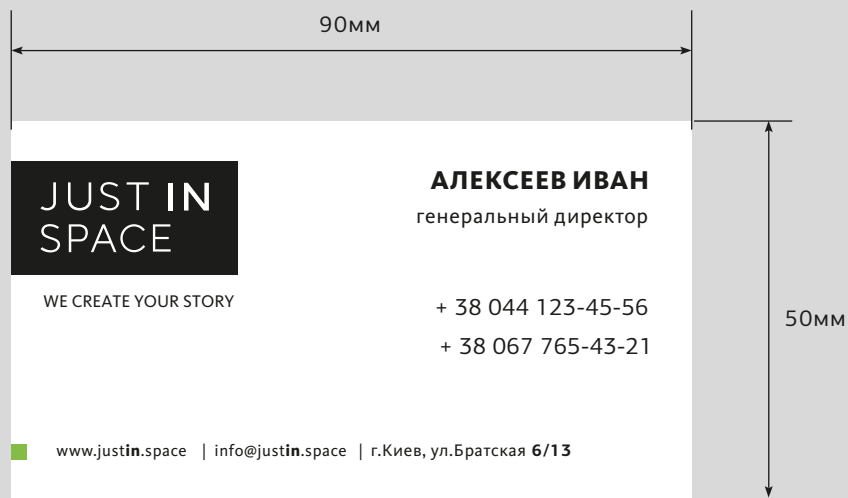 90мм
JUST IN
SPACE
WE CREATE YOUR STORY
АЛЕКСЕЕВ ИВАН
генеральный директор
+ 38 044 123-45-56
+ 38 067 765-43-21
50мм
www.justin.space | info@justin.space | г.Киев, ул.Братская 6/13